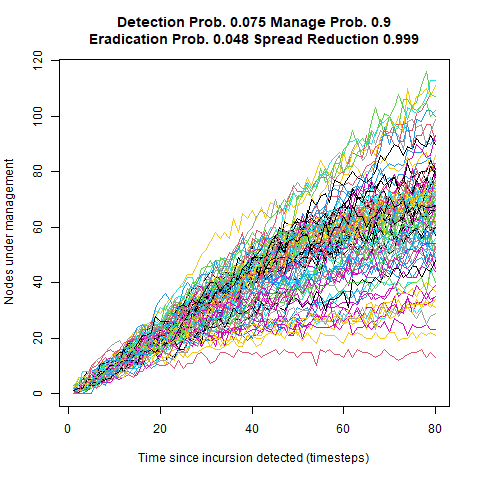 Detection Prob. 0.075 Manage Prob. 0.9
Eradication Prob. 0.048 Spread Reduction 0.999
120
100
80
60
40
20
0
Nodes under management
0 20 40 60 80
Time since incursion detected (timesteps)